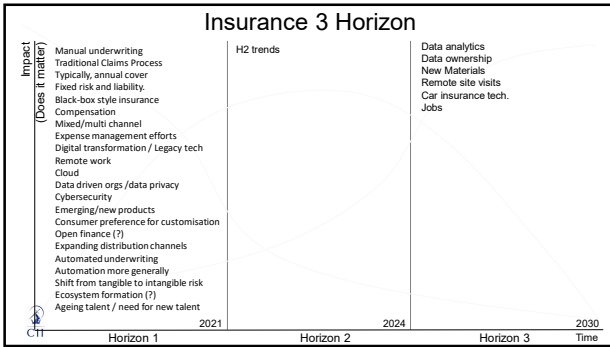 Insurance 3 Horizon
Impact
(Does it matter)
Manual underwriting
Traditional Claims Process
Typically, annual cover
Fixed risk and liability.
Black-box style insurance
Compensation
Mixed/multi channel
Expense management efforts
Digital transformation / Legacy tech
Remote work
Cloud
Data driven orgs /data privacy
Cybersecurity
Emerging/new products
Consumer preference for customisation
Open finance (?)
Expanding distribution channels
Automated underwriting
Automation more generally
Shift from tangible to intangible risk
Ecosystem formation (?)
Ageing talent / need for new talent
H2 trends
Data analytics
Data ownership
New Materials
Remote site visits
Car insurance tech.
Jobs
CII
2021
2024
2030
Horizon 1
Horizon 2
Horizon 3
Time